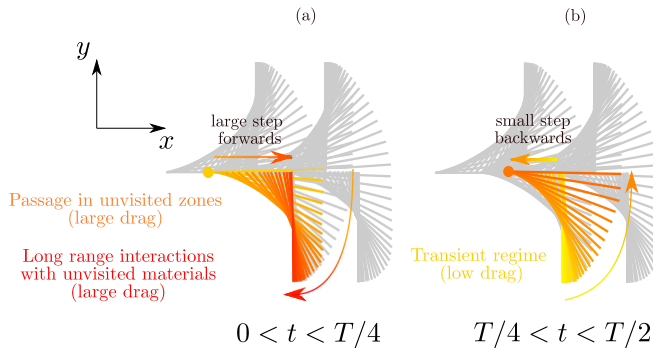 (a)
(b)
y
x
large step
forwards
small step
backwards
Passage in unvisited zones
(large drag)
Long range interactions
with unvisited materials
(large drag)
Transient regime
(low drag)
0 < t < T/4
T/4 < t < T/2